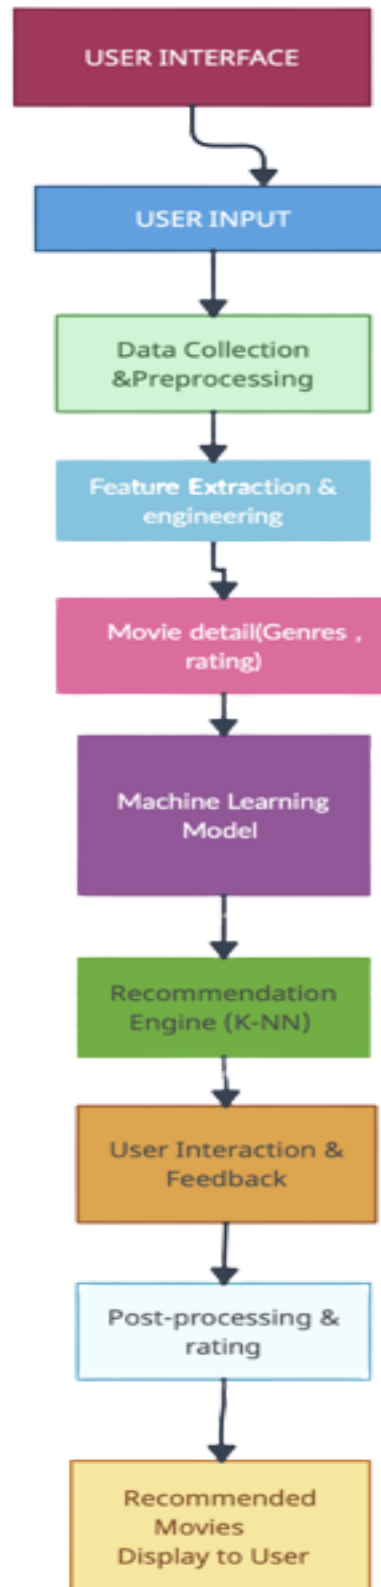 USER INTERFACE
USER INPUT
Data Collection
&Preprocessing
Feature Extraction &
engineering
Movie detail(Genres ,
rating)
Machine Learning
Model
Recommendation
Engine (K-NN)
User Interaction &
Feedback
Post-processing &
rating
Recommended
Movies
Display to User